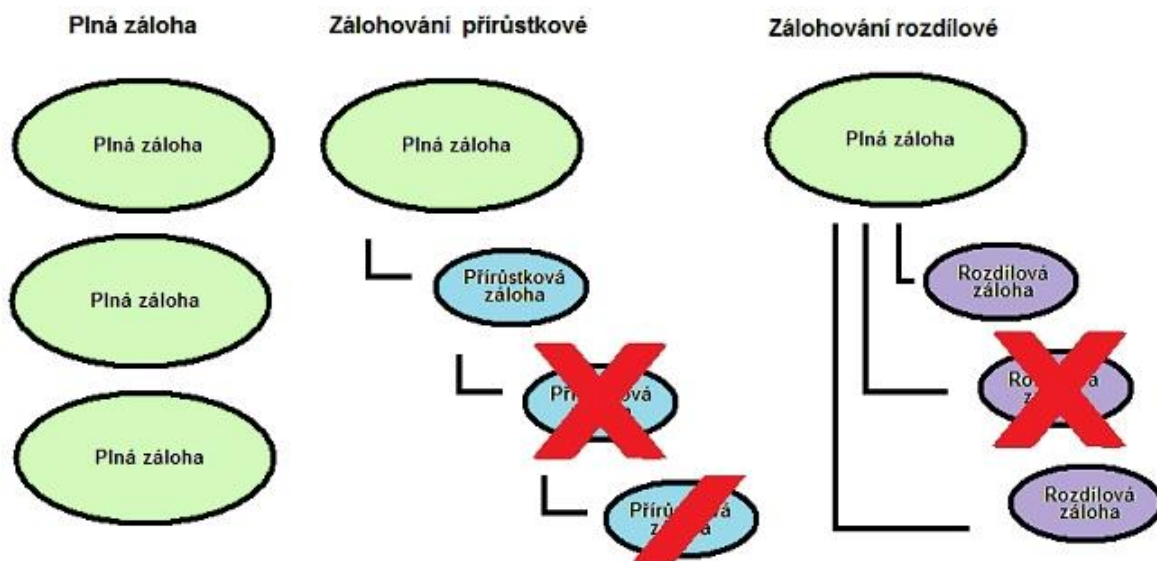 Plná záloha
Zálohování přírůstkové
Zálohování rozdílové
Plná záloha
Plná záloha
Plná záloha
Plná záloha
Přírůstková
záloha
Plná záloha
Rozdílová
záloha
Rozdílová
záloha